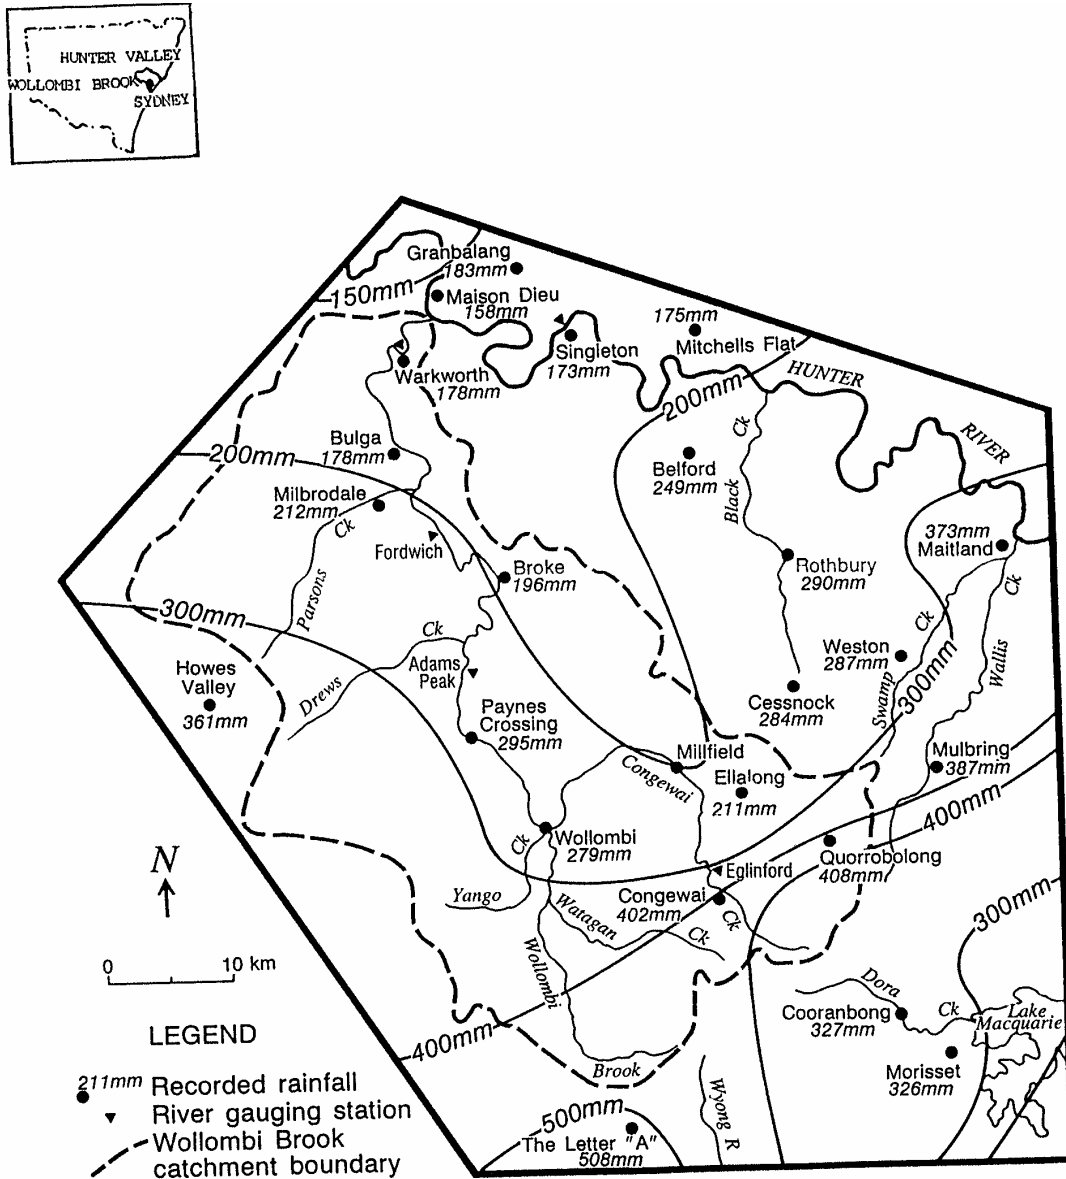 HUNTER VALLEY
WOLLOMBI BROOK
SYDNEY
Granbalang
183mm
150mm
Maison Dieu
158mm
175mm
Mitchells Flat
Singleton
173mm
Warkworth
178mm
HUNTER
200mm
RIVER
Bulga
178mm
200mm
Belford
249mm
Ck
Black
Milbrodale
212mm
Ck
Fordwich
373mm
Maitland
Broke
196mm
Rothbury
290mm
Ck
Parsons
300mm
Ck
Ck
Weston
287mm
Wallis
Adams
Peak
Howes
Valley
361mm
Drews
Cessnock
284mm
Swamp
300mm
Paynes
Crossing
295mm
Millfield
Mulbring
387mm
Congewai
Ellalong
211mm
400mm
Wollombi
279mm
Ck
Quorrobolong
408mm
Eglinford
N
Yango
Congewai
402mm
Ck
Watagan
Ck
300mm
Wollombi
0
10 km
Dora
Cooranbong
327mm
Ck
Lake
Macquarie
LEGEND
400mm
Morisset
326mm
Brook
211mm
Recorded rainfall
River gauging station
Wollombi Brook
catchment boundary
Wyong R
500mm
The Letter "A"
508mm